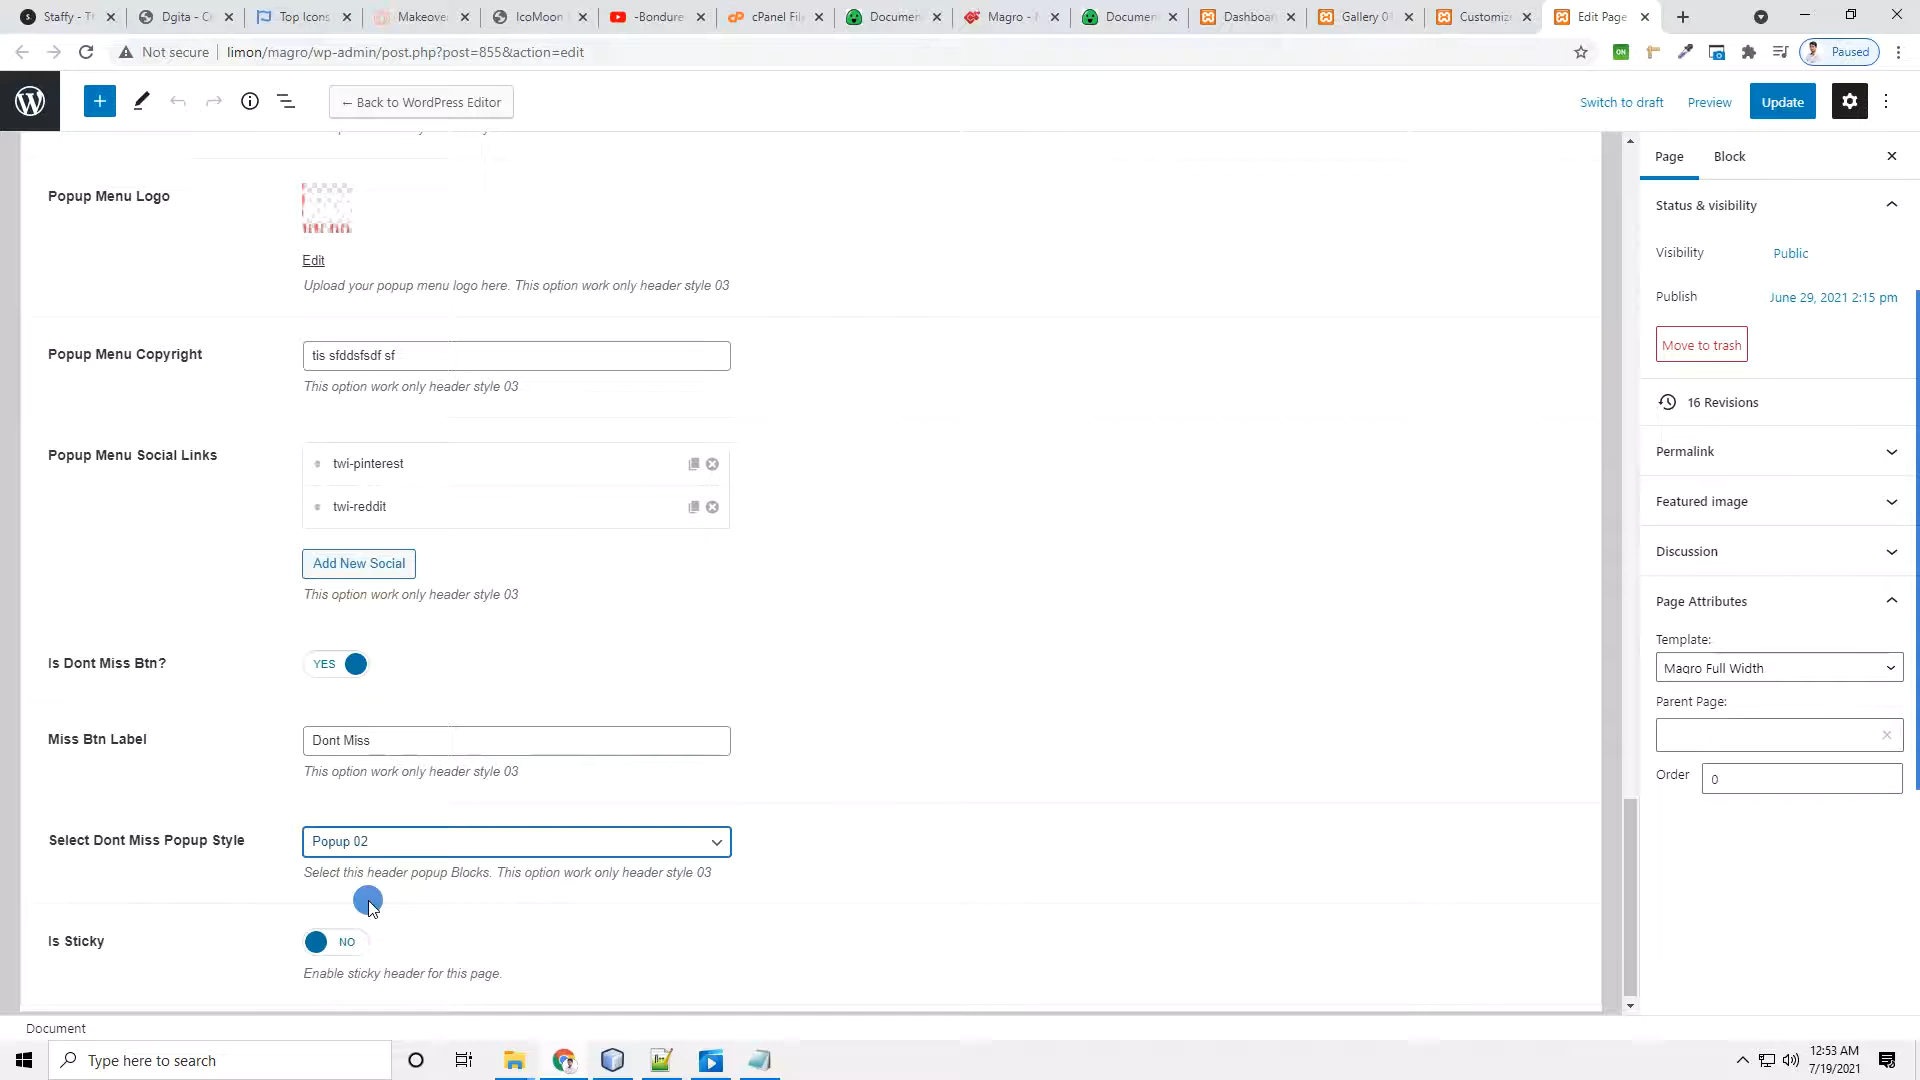 Staffy - T
Dgita - C
Top Icons
Makeover
IcoMoon
-Bondure
cPanel Fil
Documen
Magro -
Documen
Dashboar
Gallery 01
Customiz
Edit Page
Not secure
limon/magro/wp-admin/post.php?post=855&action=edit
ON
Paused
← Back to WordPress Editor
Switch to draft
Preview
Update
Page
Block
Popup Menu Logo
Edit
Upload your popup menu logo here. This option work only header style 03
Popup Menu Copyright
tis sfddsfsdf sf
This option work only header style 03
Popup Menu Social Links
twi-pinterest
twi-reddit
Add New Social
This option work only header style 03
Is Dont Miss Btn?
YES
Miss Btn Label
Dont Miss
This option work only header style 03
Select Dont Miss Popup Style
Popup 02
Select this header popup Blocks. This option work only header style 03
Is Sticky
NO
Enable sticky header for this page.
Status & visibility
Visibility
Public
Publish
June 29, 2021 2:15 pm
Move to trash
16 Revisions
Permalink
Featured image
Discussion
Page Attributes
Template:
Magro Full Width
Parent Page:
Order
0
Document
Type here to search
12:53 AM
7/19/2021